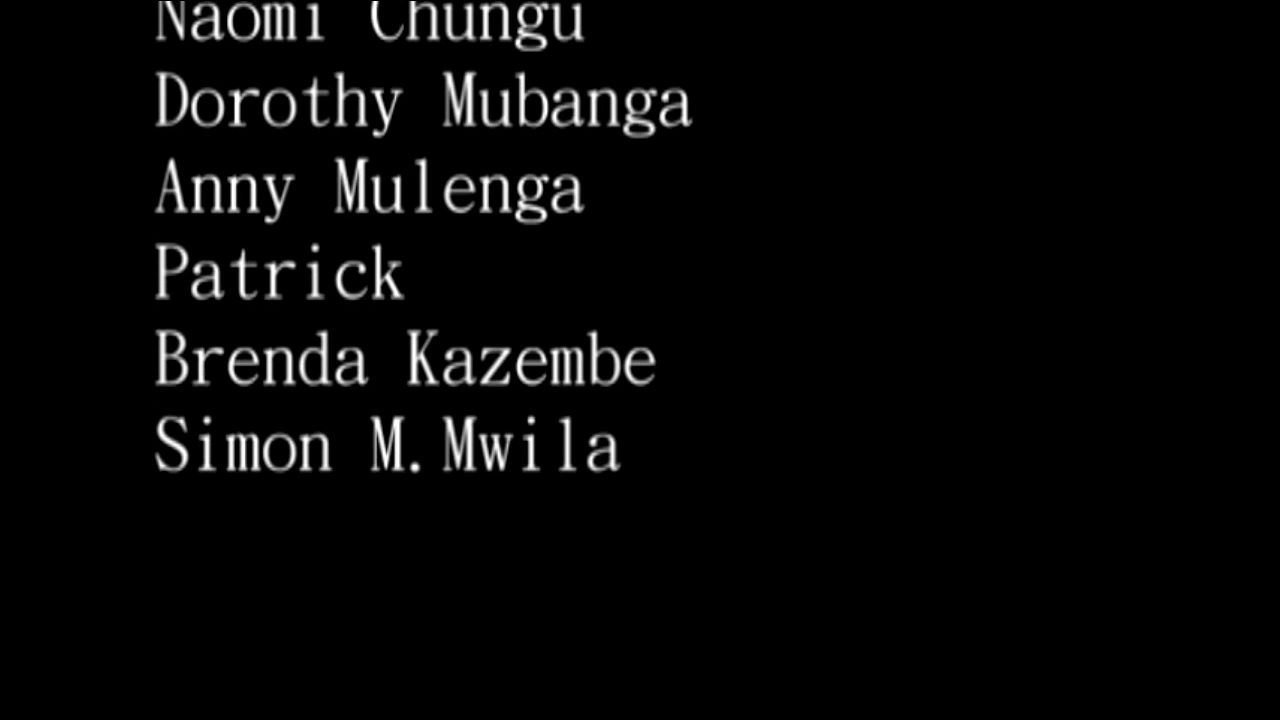 Naomi Chungu
Dorothy Mubanga
Anny Mulenga
Patrick
Brenda Kazembe
Simon M.Mwila